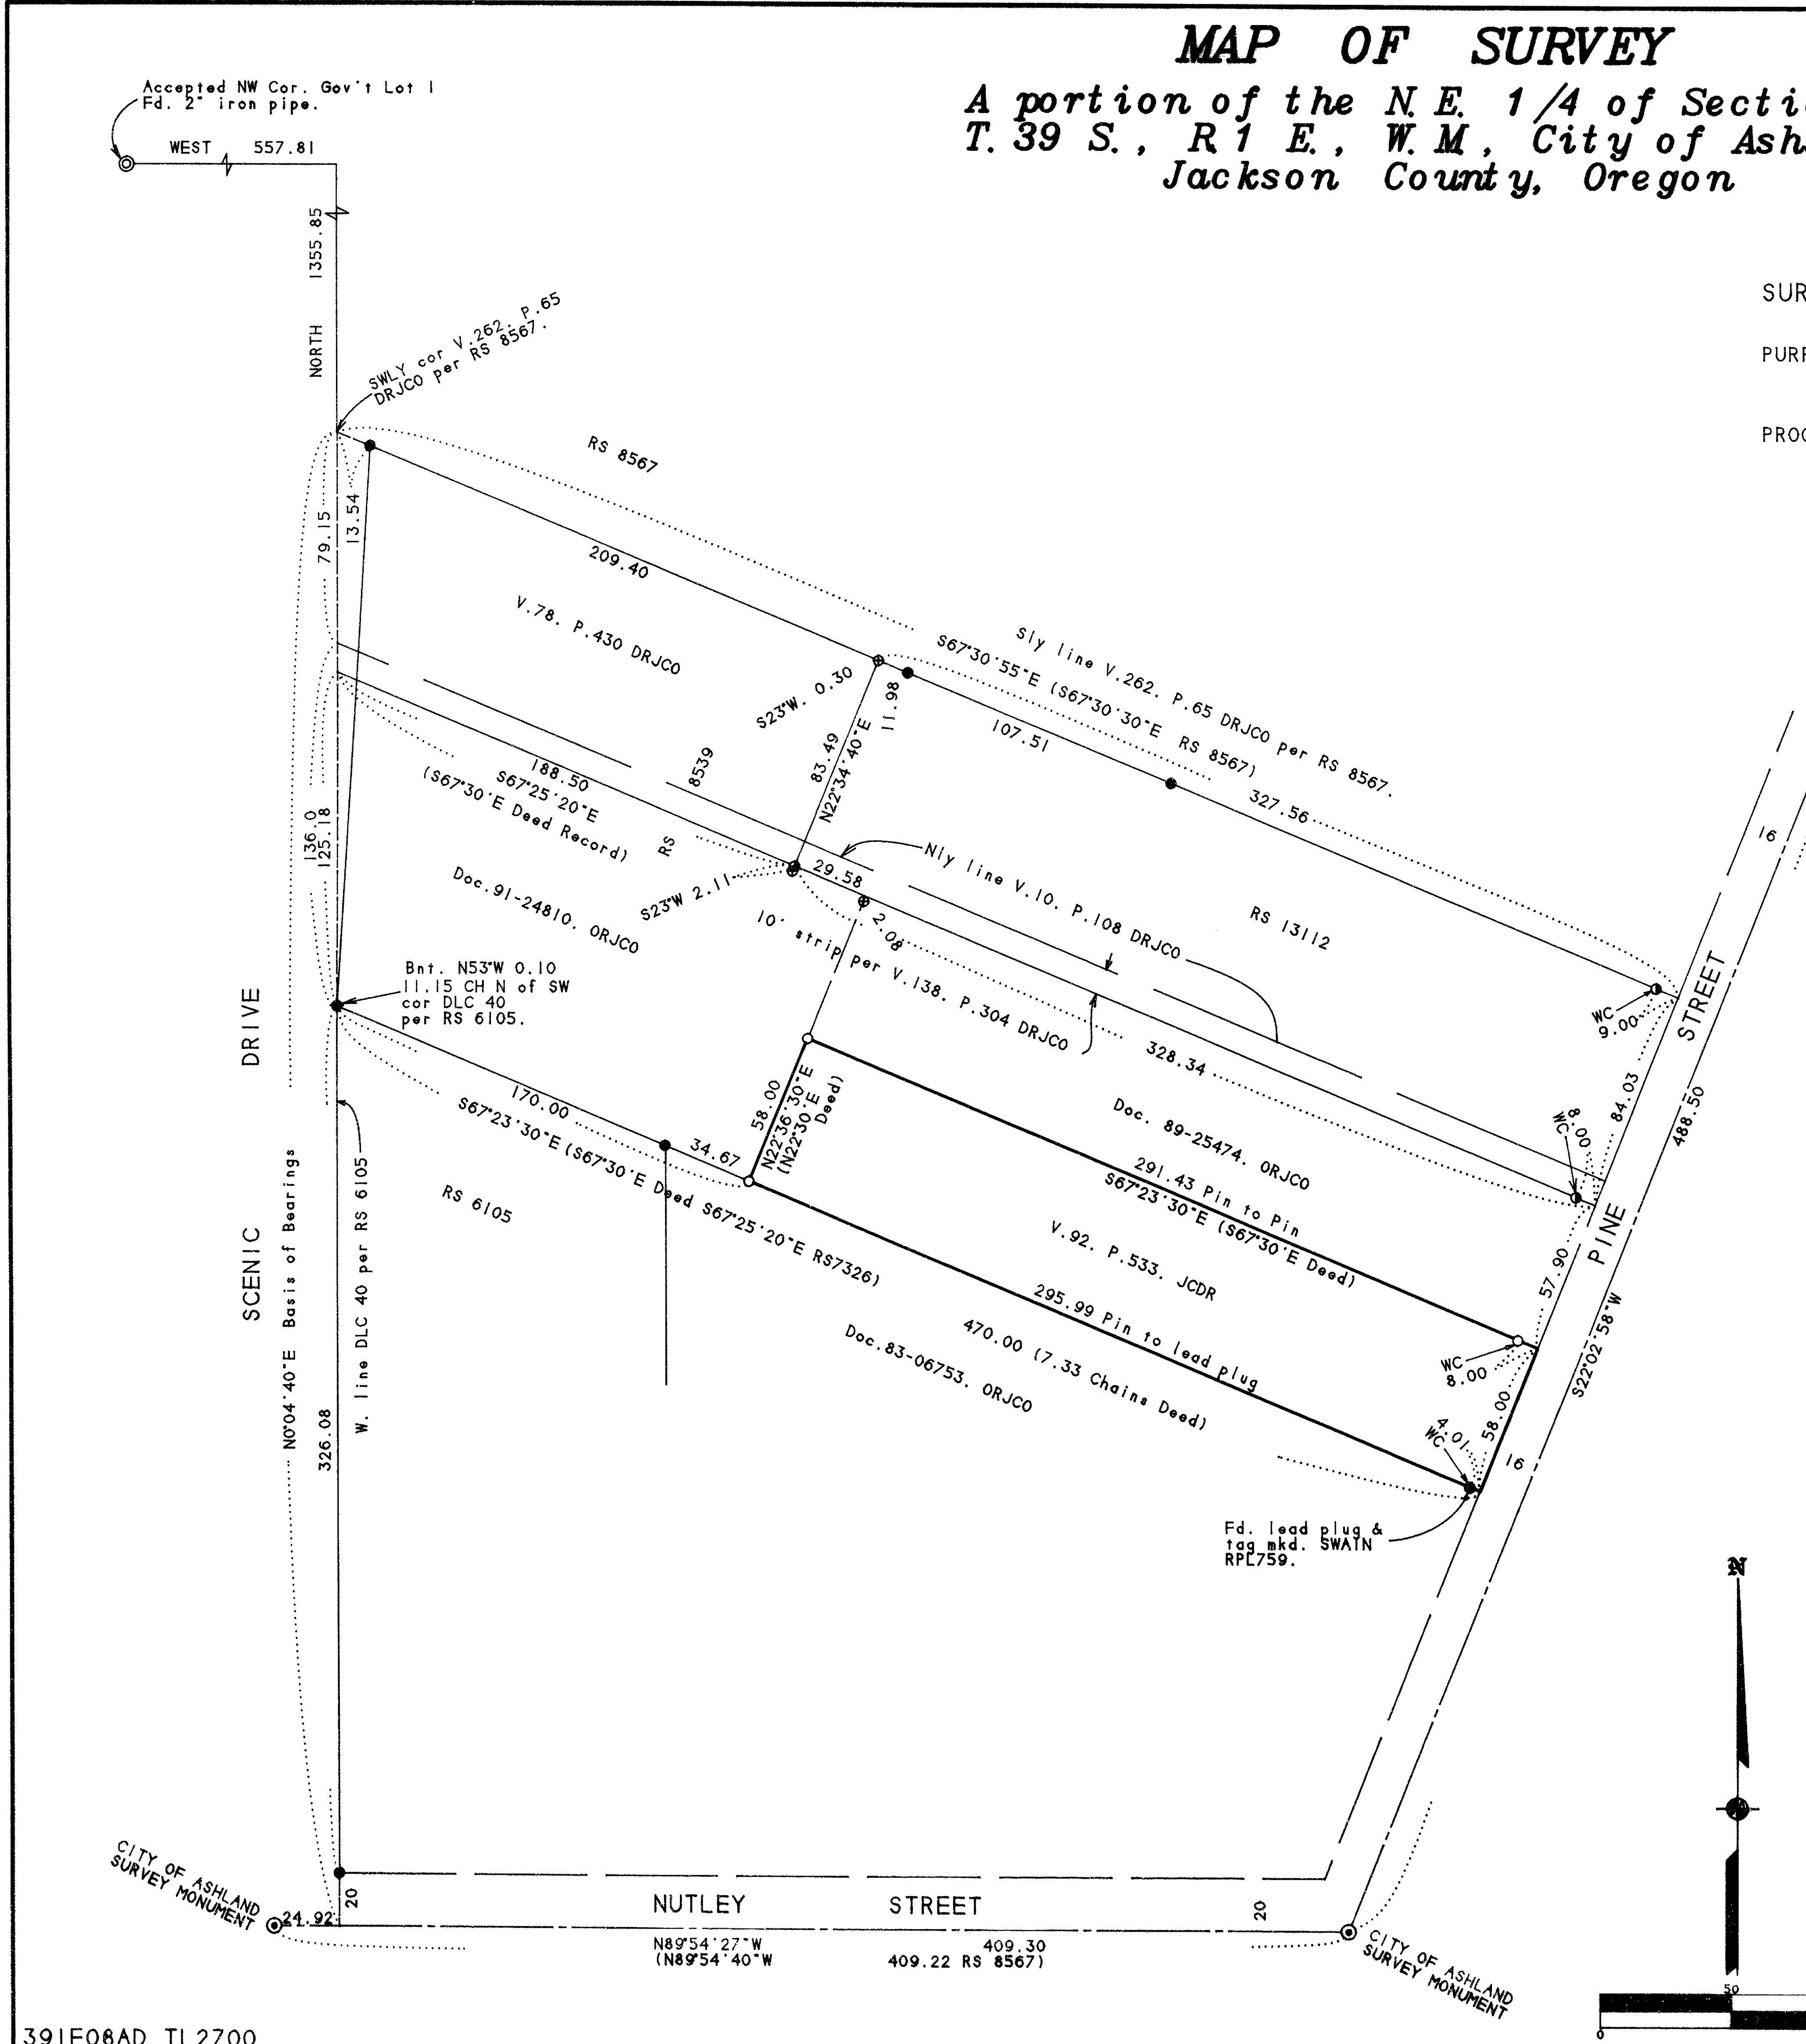 MAP OF SURVEY
A portion of the N.E. 1/4 of Secti
T. 39 S., R.1 E., W.M., City of Ash
Jackson County, Oregon
Accepted NW Cor. Gov't Lot 1
Fd. 2" iron pipe.
WEST 557.81
NORTH 1355.85
SUR
PUR
PROC
SWLY cor V.262. P.65
DRJCO per RS 8567.
RS 8567
79.15
13.54
209.40
V.78. P.430 DRJCO
sly line V.262. P.65 DRJCO per RS 8567.
S67°30'55"E (S67°30'30"E RS 8567)
S23°W. 0.30
11.98
83.49
N22°34'40"E
107.51
327.56
16
188.50
S67°25'20"E
(S67°30'E Deed Record)
RS 8539
136.0
125.18
Doc.91-24810. ORJCO
S23°W 2.11
29.58
2.08
Nly line V.10. P.108 DRJCO
RS 13112
10' strip per V.138. P.304 DRJCO
328.34
Bnt. N53°W 0.10
11.15 CH N of SW
cor DLC 40
per RS 6105.
WC
9.00
PINE STREET
84.03
488.50
8.00
WC
SCENIC DRIVE
N0°04'40"E Basis of Bearings
W. line DLC 40 per RS 6105
326.08
170.00
34.67
S67°23'30"E (S67°30'E Deed S67°25'20"E RS7326)
58.00
N22°36'30"E
(N22°30'E
Deed)
RS 6105
Doc. 89-25474. ORJCO
291.43 Pin to Pin
S67°23'30"E (S67°30'E Deed)
V.92. P.533. JCDR
57.90
S22°02'58"W
295.99 Pin to lead plug
470.00 (7.33 Chains Deed)
Doc.83-06753. ORJCO
WC
8.00
58.00
4.01
WC
16
Fd. lead plug &
tag mkd. SWAIN
RPL759.
N
CITY OF ASHLAND
SURVEY MONUMENT
24.92
20
NUTLEY STREET
20
N89°54'27"W 409.30
(N89°54'40"W 409.22 RS 8567)
CITY OF ASHLAND
SURVEY MONUMENT
50
0
391E08AD TL2700